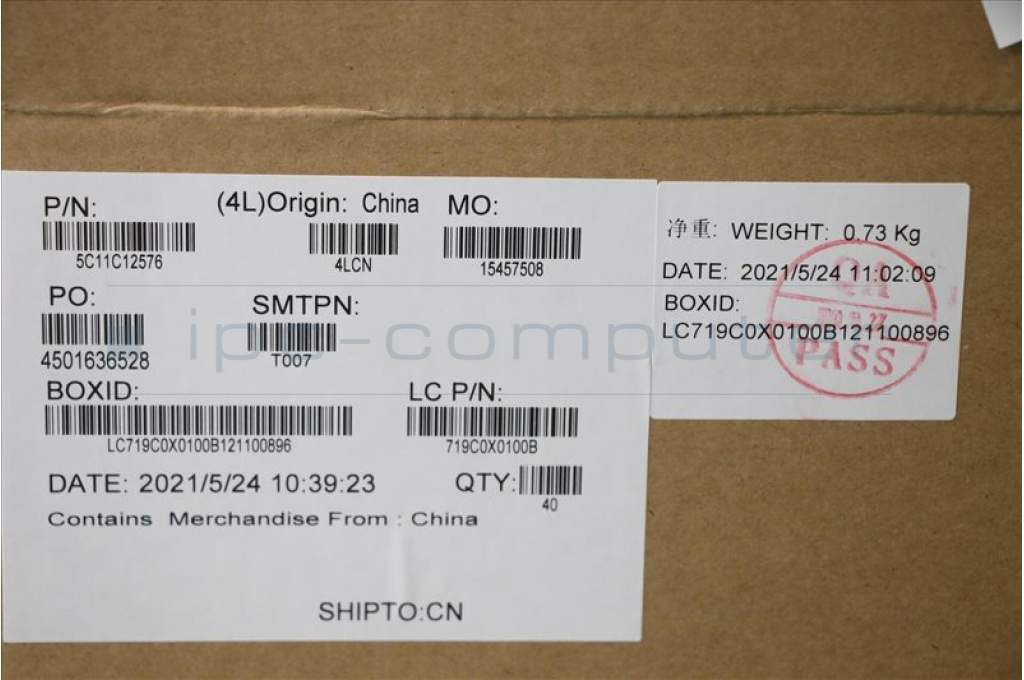 P/N:
5C11C12576
(4L)Origin: China
4LCN
MO:
15457508
PO:
4501636528
SMTPN:
T007
BOXID:
LC719C0X0100B121100896
LC P/N:
719C0X0100B
DATE: 2021/5/24 10:39:23
QTY:
40
Contains Merchandise From : China
SHIPTO:CN
净重: WEIGHT: 0.73 Kg
DATE: 2021/5/24 11:02:09
BOXID:
LC719C0X0100B121100896
PASS
ipc-computer